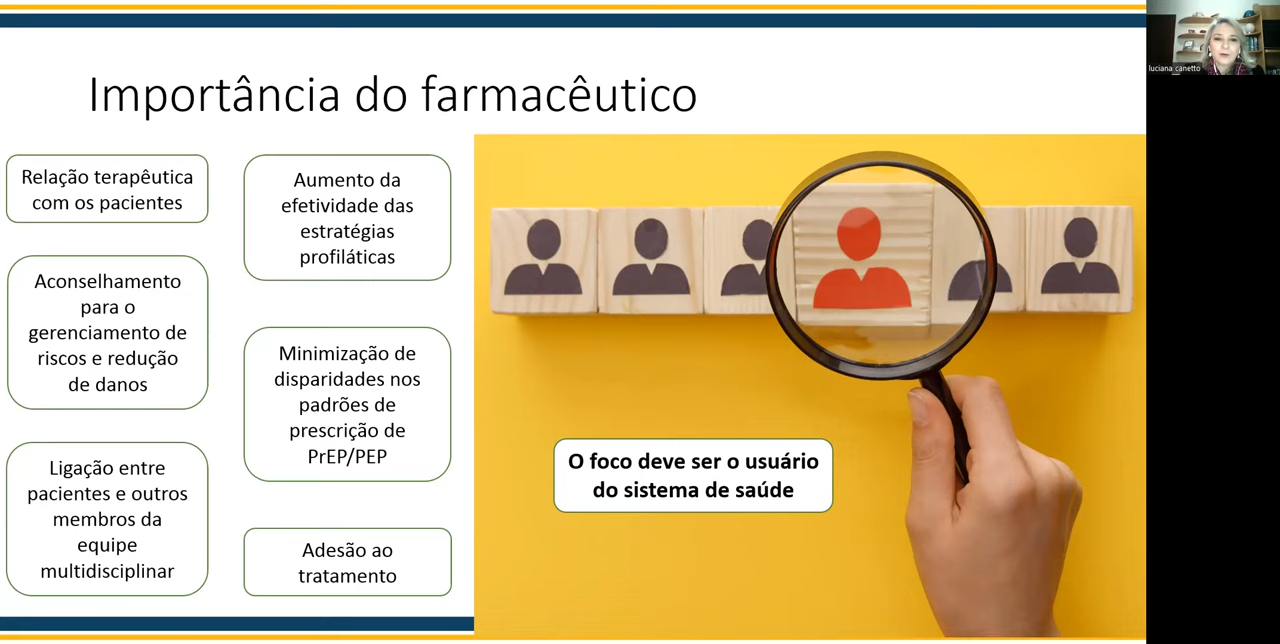 Importância do farmacêutico
Relação terapêutica
com os pacientes
Aconselhamento
para o
gerenciamento de
riscos e redução
de danos
Ligação entre
pacientes e outros
membros da
equipe
multidisciplinar
Aumento da
efetividade das
estratégias
profiláticas
Minimização de
disparidades nos
padrões de
prescrição de
PrEP/PEP
Adesão ao
tratamento
O foco deve ser o usuário
do sistema de saúde
luciana_canetto